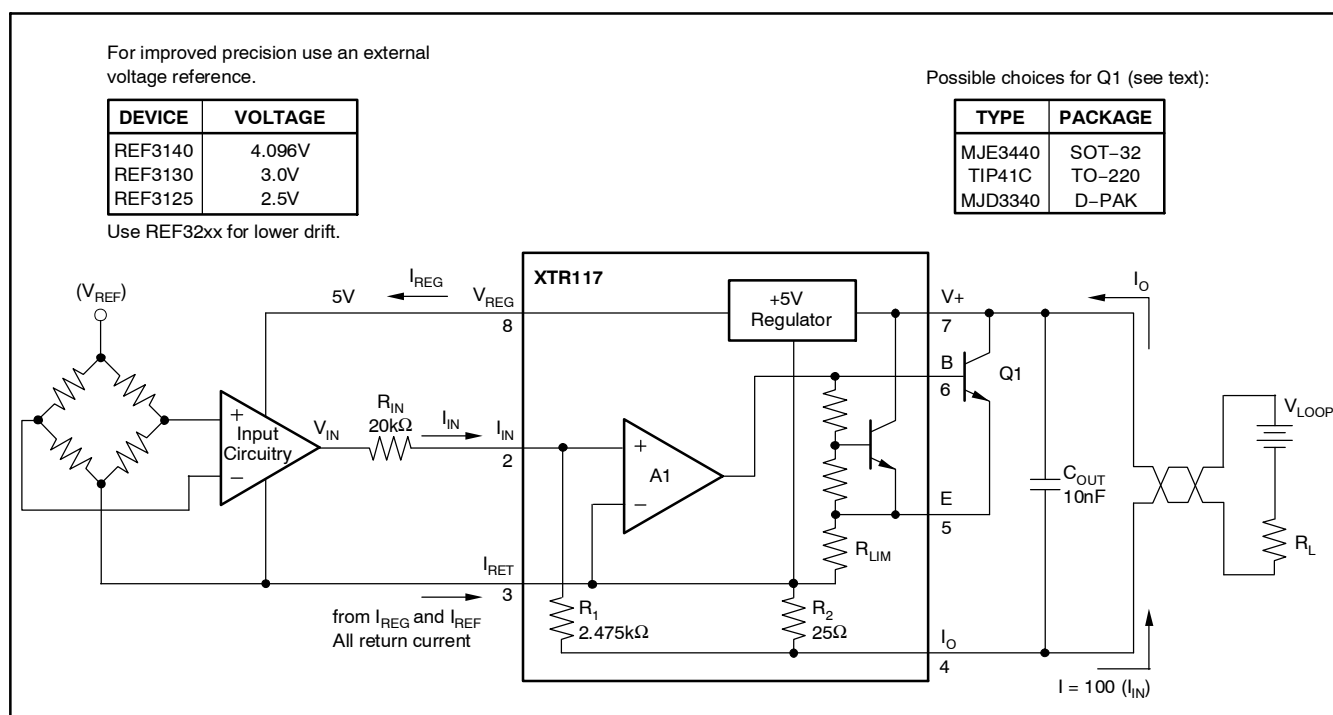 For improved precision use an external
voltage reference.
DEVICE VOLTAGE
REF3140 4.096V
REF3130 3.0V
REF3125 2.5V
Use REF32xx for lower drift.
Possible choices for Q1 (see text):
TYPE PACKAGE
MJE3440 SOT−32
TIP41C TO−220
MJD3340 D−PAK
XTR117
(VREF)
5V
IREG
VREG
8
+5V
Regulator
V+
7
IO
B
6
Q1
RIN
20kΩ
IIN
IIN
2
VIN
+
Input
Circuitry
−
+
A1
−
VLOOP
COUT
10nF
E
5
RLIM
RL
IRET
3
from IREG and IREF
All return current
R1
2.475kΩ
R2
25Ω
IO
4
I = 100 (IIN)